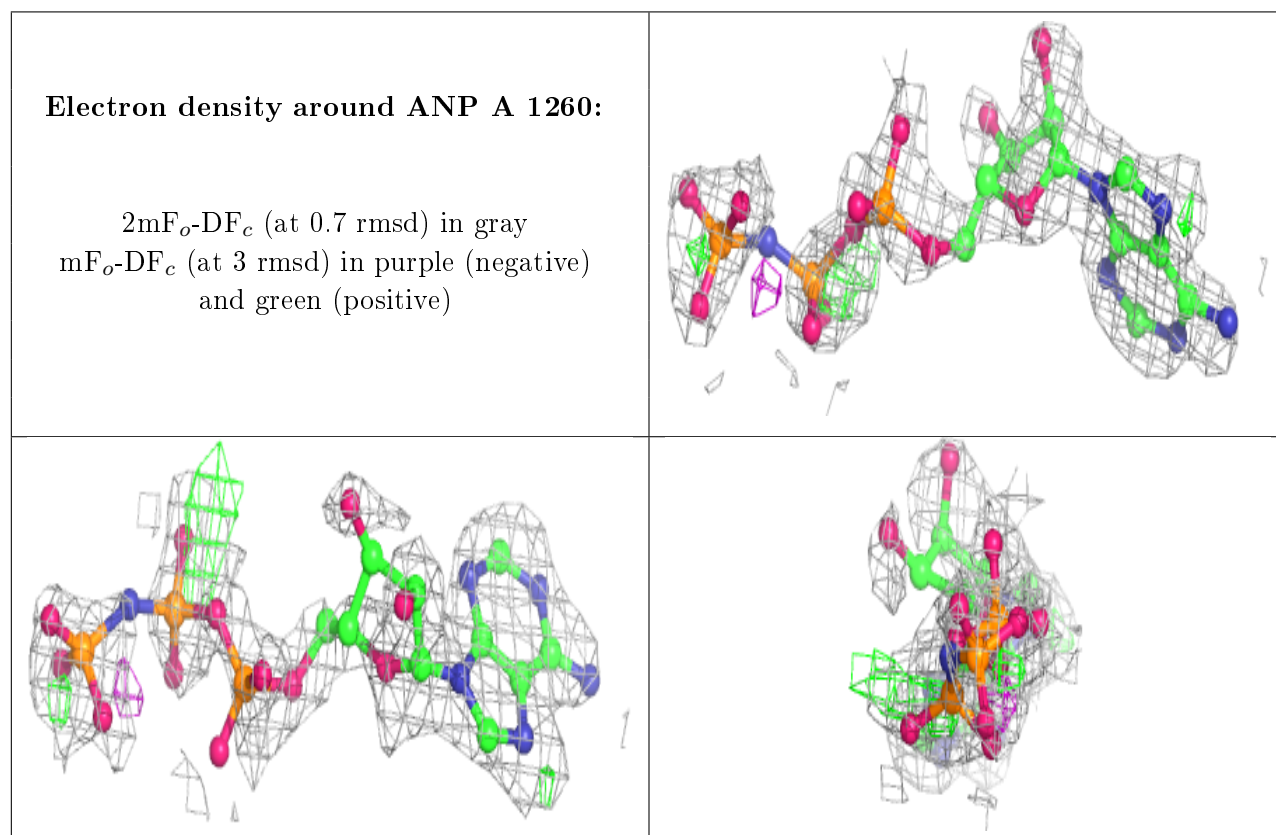 Electron density around ANP A 1260:
2mFo-DFc (at 0.7 rmsd) in gray
mFo-DFc (at 3 rmsd) in purple (negative)
and green (positive)